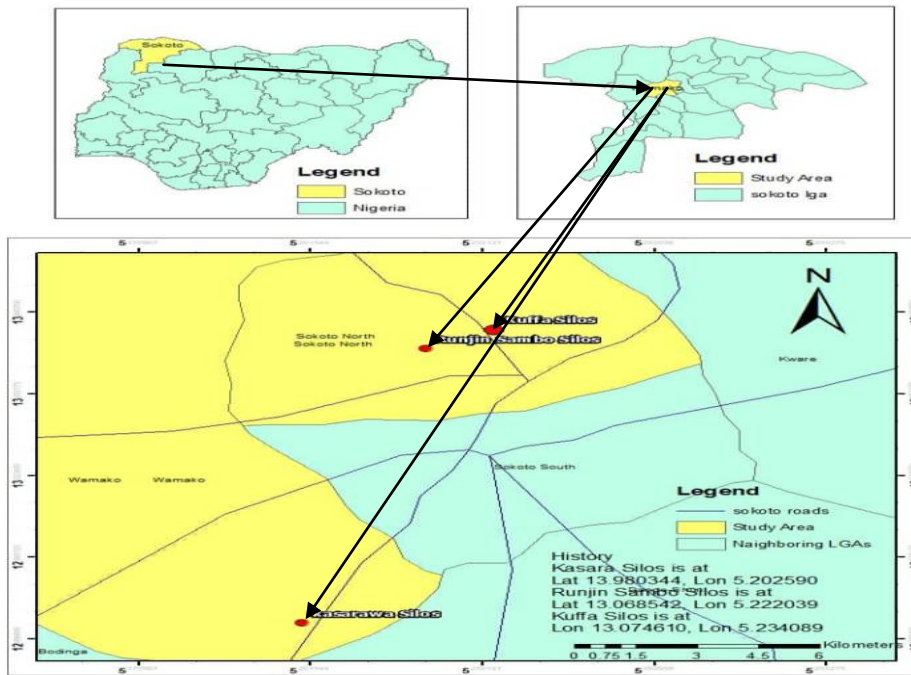 Sokoto
Legend
Sokoto
Nigeria
Legend
Study Area
sokoto lga
N
Kuffa Silos
Runjin Sambo Silos
Sokoto North
Sokoto North
Kware
Wamako Wamako
Sokoto South
Kasarawa Silos
Bodinga
Legend
sokoto roads
Study Area
Naighboring LGAs
History
Kasara Silos is at
Lat 13.980344, Lon 5.202590
Runjin Sambo Silos is at
Lat 13.068542, Lon 5.222039
Kuffa Silos is at
Lon 13.074610, Lon 5.234089
Kilometers
0 0.75 1.5 3 4.5 6